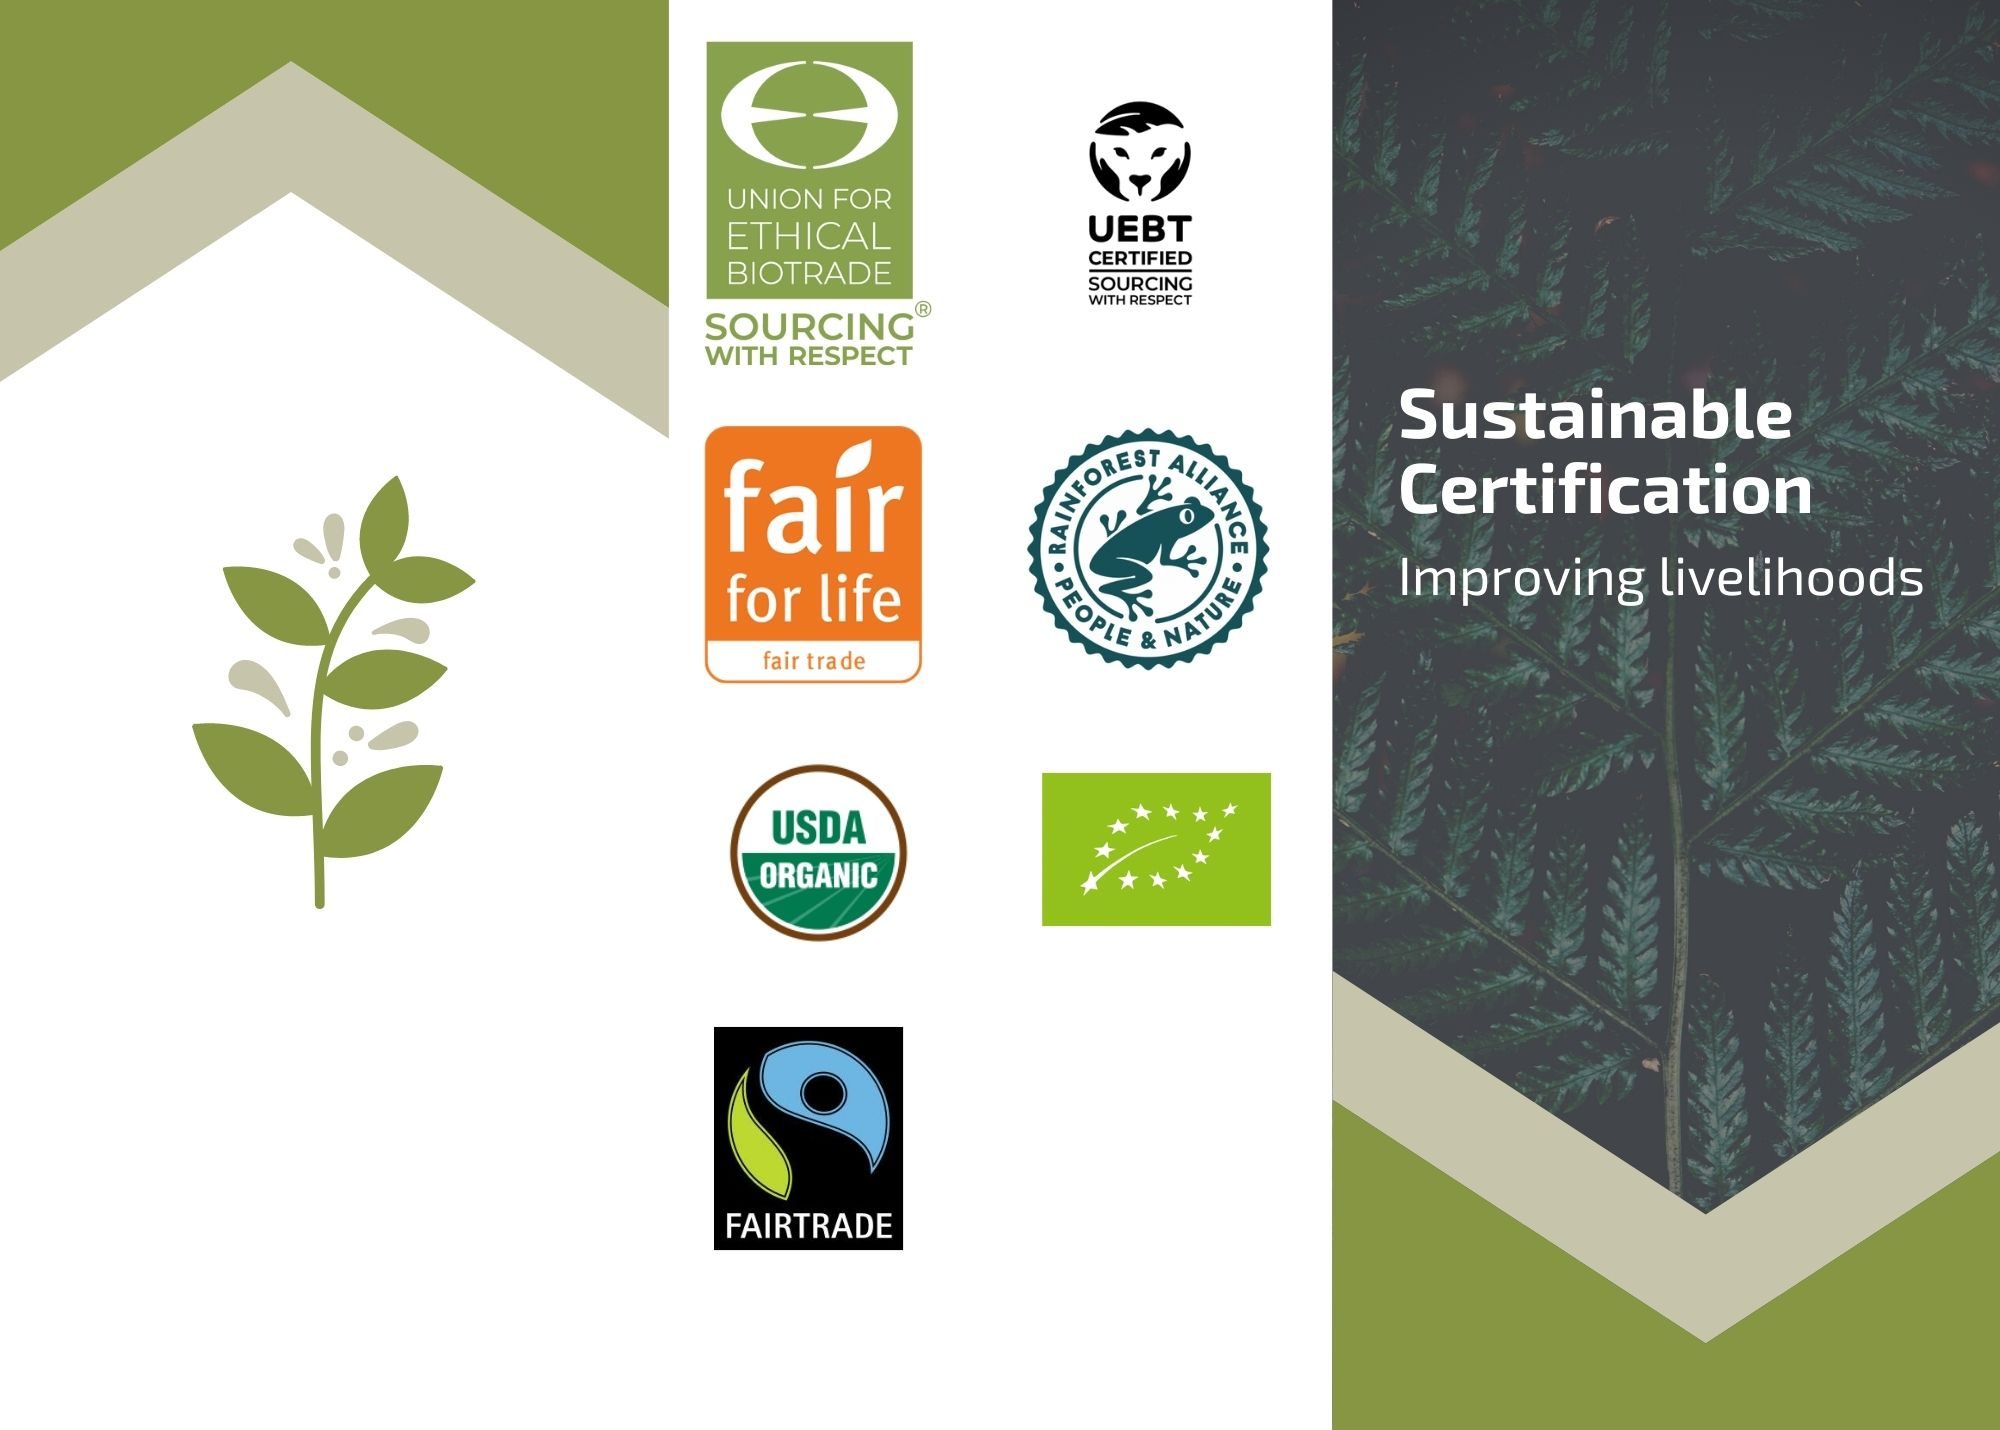 UNION FOR
ETHICAL
BIOTRADE
SOURCING®
WITH RESPECT
UEBT
CERTIFIED
SOURCING
WITH RESPECT
fair
for life
fair trade
RAINFOREST ALLIANCE
PEOPLE & NATURE
USDA
ORGANIC
FAIRTRADE
Sustainable
Certification
Improving livelihoods